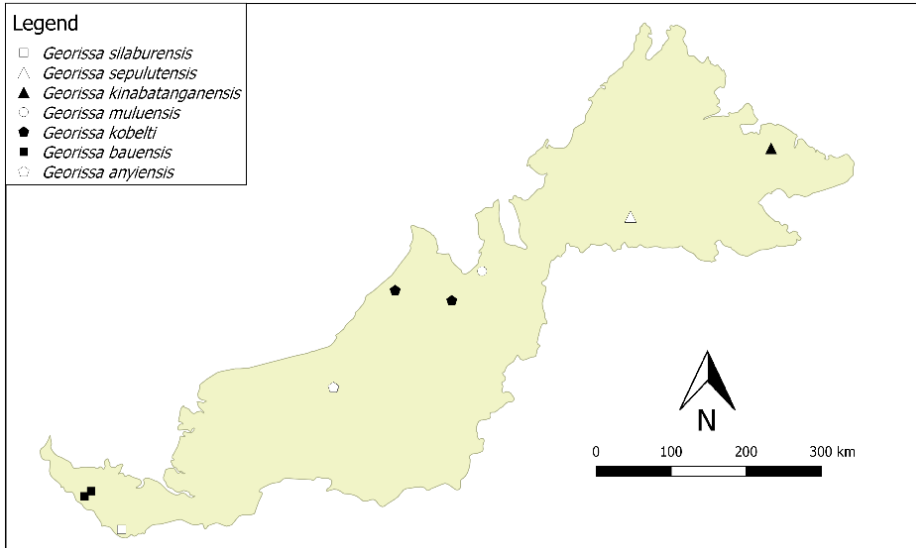 Legend
Georissa silaburensis
Georissa sepulutensis
Georissa kinabatanganensis
Georissa muluensis
Georissa kobelti
Georissa bauensis
Georissa anyiensis
N
0 100 200 300 km